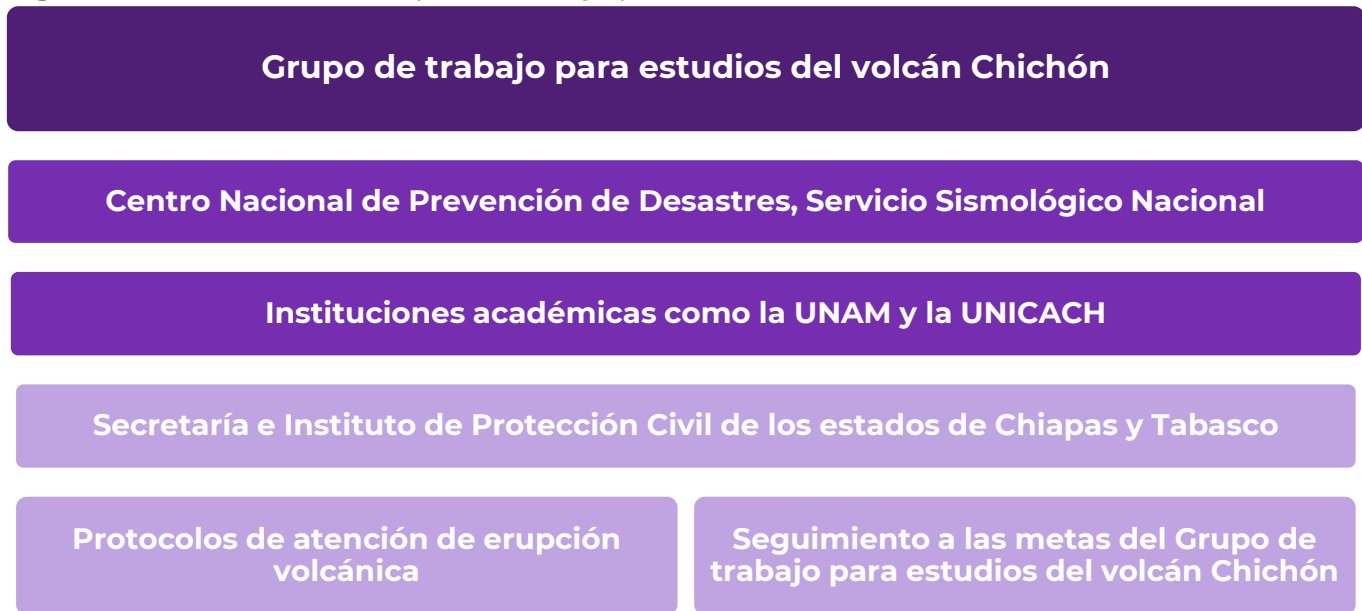 Grupo de trabajo para estudios del volcán Chichón
Centro Nacional de Prevención de Desastres, Servicio Sismológico Nacional
Instituciones académicas como la UNAM y la UNICACH
Secretaría e Instituto de Protección Civil de los estados de Chiapas y Tabasco
Protocolos de atención de erupción
volcánica
Seguimiento a las metas del Grupo de
trabajo para estudios del volcán Chichón